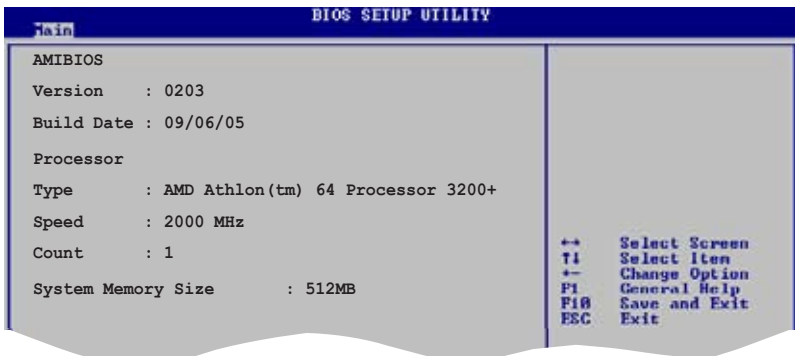 BIOS SETUP UTILITY
Main
AMIBIOS
Version : 0203
Build Date : 09/06/05
Processor
Type : AMD Athlon(tm) 64 Processor 3200+
Speed : 2000 MHz
Count : 1
System Memory Size : 512MB
←→ Select Screen
↑↓ Select Item
+- Change Option
F1 General Help
F10 Save and Exit
ESC Exit